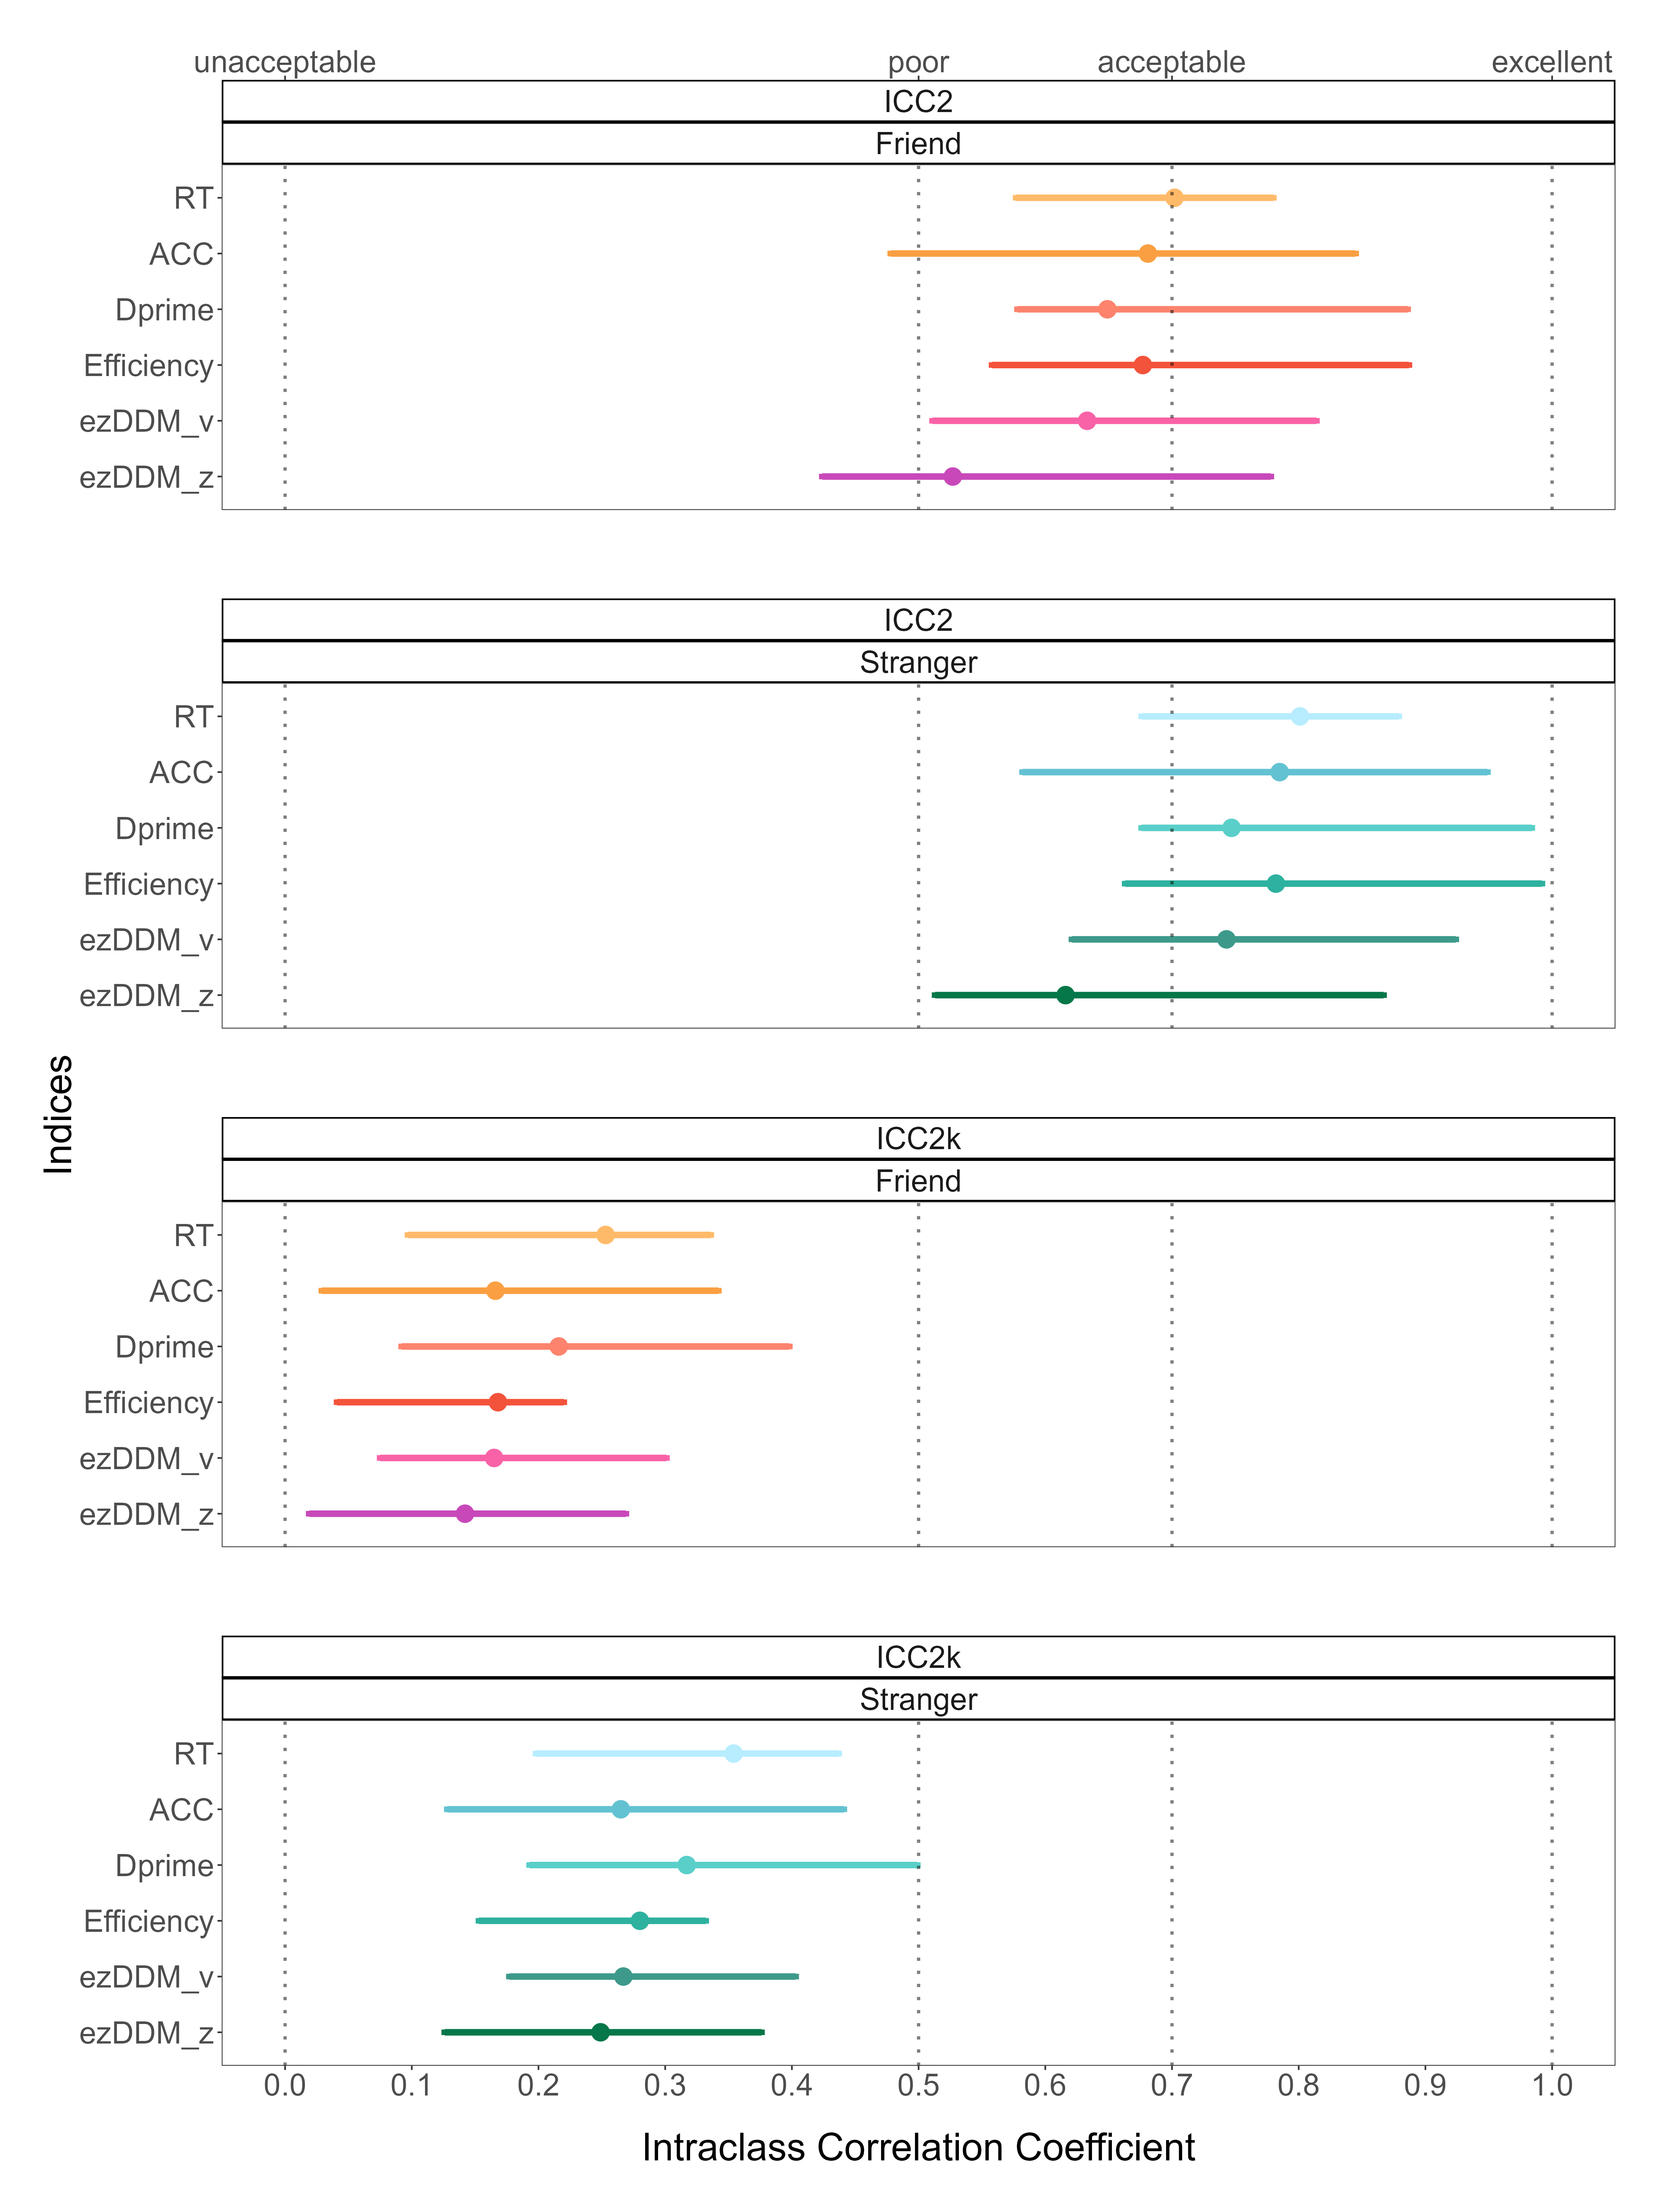 unacceptable poor acceptable excellent
ICC2
Friend
RT
ACC
Dprime
Efficiency
ezDDM_v
ezDDM_z
ICC2
Stranger
RT
ACC
Dprime
Efficiency
ezDDM_v
ezDDM_z
Indices
ICC2k
Friend
RT
ACC
Dprime
Efficiency
ezDDM_v
ezDDM_z
ICC2k
Stranger
RT
ACC
Dprime
Efficiency
ezDDM_v
ezDDM_z
0.0 0.1 0.2 0.3 0.4 0.5 0.6 0.7 0.8 0.9 1.0
Intraclass Correlation Coefficient